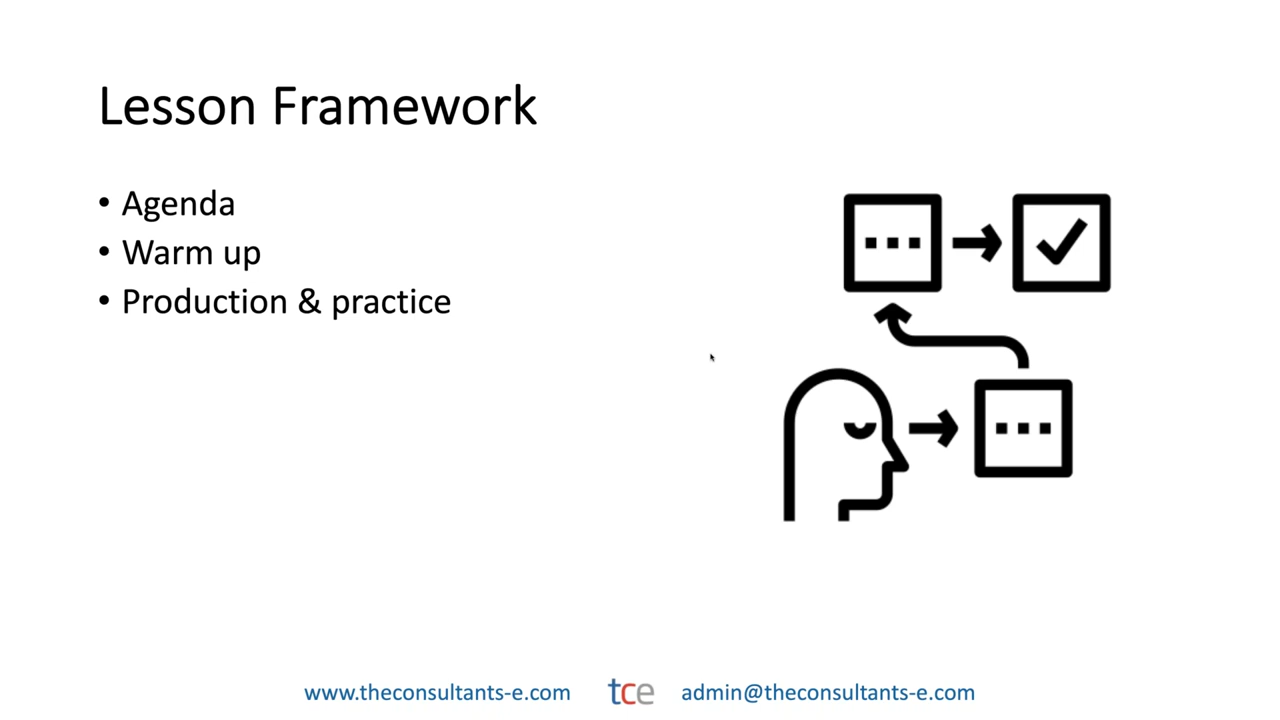 Lesson Framework
• Agenda
• Warm up
• Production & practice
www.theconsultants-e.com tce admin@theconsultants-e.com